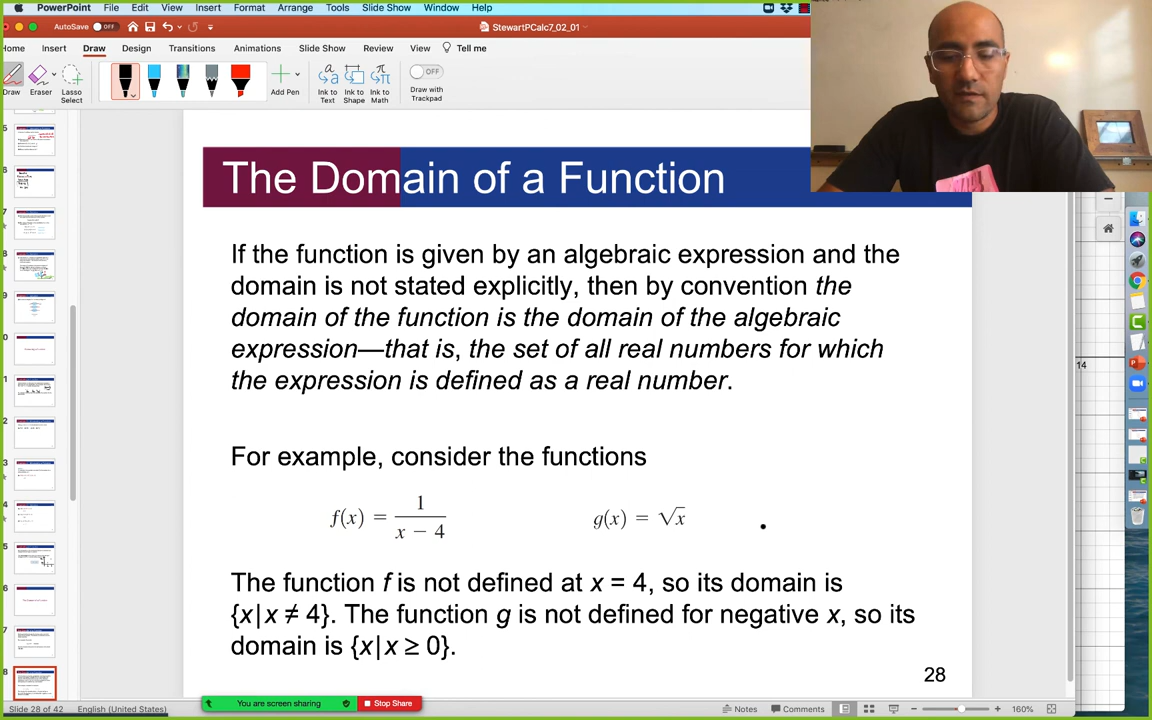 PowerPoint File Edit View Insert Format Arrange Tools Slide Show Window Help
AutoSave OFF StewartPCalc7_02_01
Home Insert Draw Design Transitions Animations Slide Show Review View Tell me
Draw Eraser Lasso Select Add Pen Ink to Text Ink to Shape Ink to Math OFF Draw with Trackpad
The Domain of a Function
If the function is given by an algebraic expression and the
domain is not stated explicitly, then by convention the
domain of the function is the domain of the algebraic
expression—that is, the set of all real numbers for which
the expression is defined as a real number.
14
For example, consider the functions
f(x) = 1/(x − 4) g(x) = √x
The function f is not defined at x = 4, so its domain is
{x|x ≠ 4}. The function g is not defined for negative x, so its
domain is {x|x ≥ 0}.
28
You are screen sharing Stop Share
Slide 28 of 42 English (United States) Notes Comments 160%